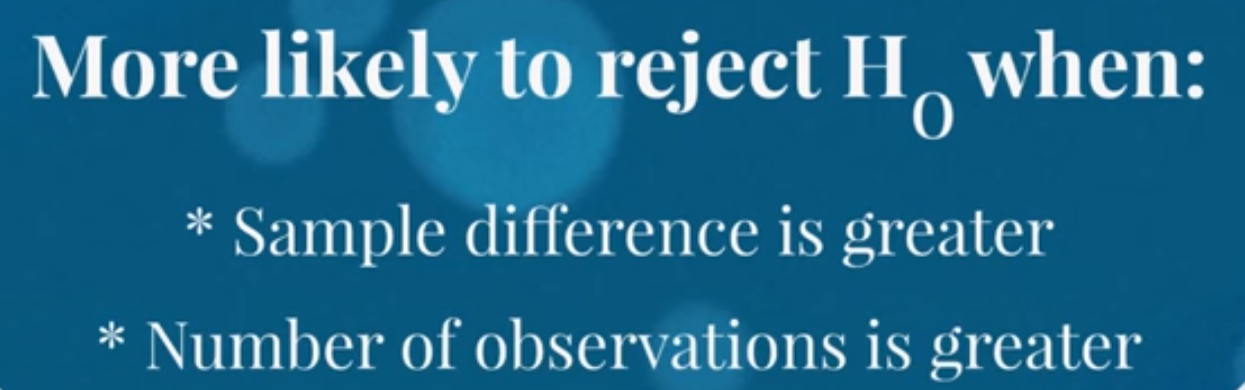 More likely to reject H₀ when:
* Sample difference is greater
* Number of observations is greater